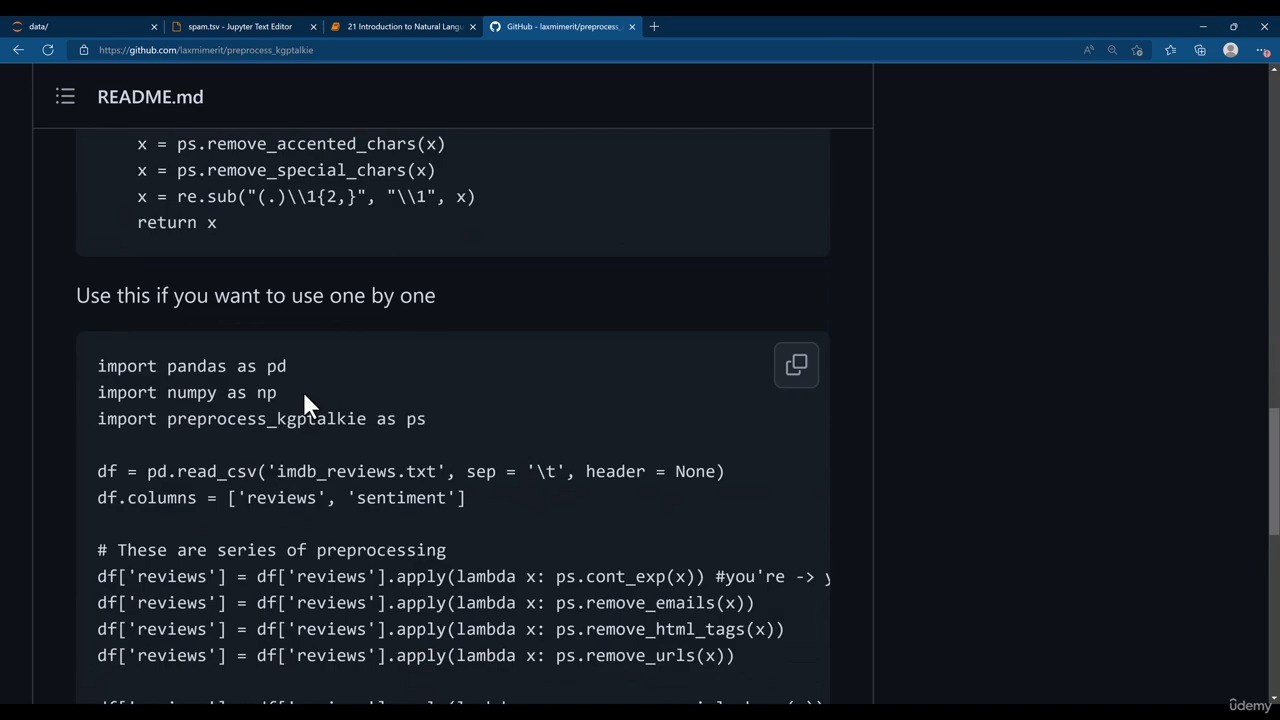 data/
spam.tsv - Jupyter Text Editor
21 Introduction to Natural Langu
GitHub - laxmimerit/preprocess_
https://github.com/laxmimerit/preprocess_kgptalkie
README.md
x = ps.remove_accented_chars(x)
x = ps.remove_special_chars(x)
x = re.sub("(.)\\1{2,}", "\\1", x)
return x
Use this if you want to use one by one
import pandas as pd
import numpy as np
import preprocess_kgptalkie as ps
df = pd.read_csv('imdb_reviews.txt', sep = '\t', header = None)
df.columns = ['reviews', 'sentiment']
# These are series of preprocessing
df['reviews'] = df['reviews'].apply(lambda x: ps.cont_exp(x)) #you're -> y
df['reviews'] = df['reviews'].apply(lambda x: ps.remove_emails(x))
df['reviews'] = df['reviews'].apply(lambda x: ps.remove_html_tags(x))
df['reviews'] = df['reviews'].apply(lambda x: ps.remove_urls(x))
ûdemy